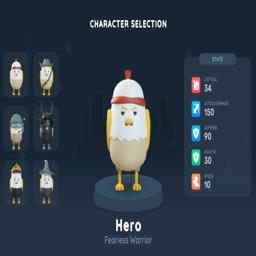 CHARACTER SELECTION
STATS
CRITICAL
34
ATTACK DAMAGE
150
DEFENSE
90
HEALTH
30
SPEED
10
Hero
Fearless Warrior